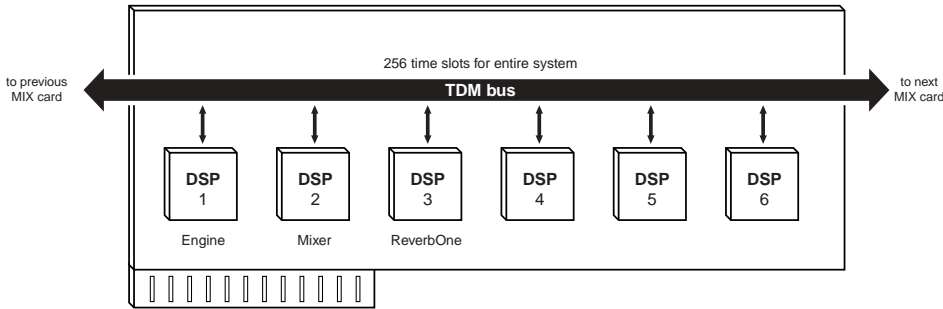 256 time slots for entire system
to previous
MIX card
TDM bus
to next
MIX card
DSP
1
DSP
2
DSP
3
DSP
4
DSP
5
DSP
6
Engine
Mixer
ReverbOne